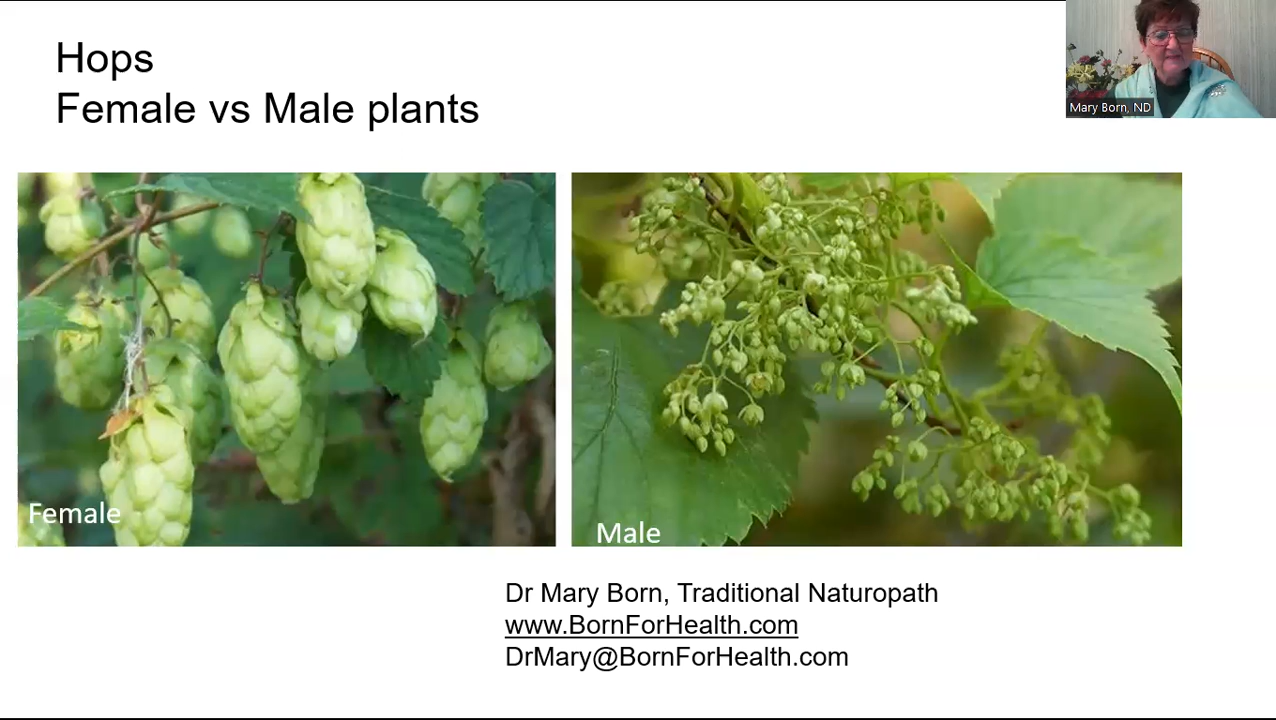 Hops
Female vs Male plants
Mary Born, ND
Female
Male
Dr Mary Born, Traditional Naturopath
www.BornForHealth.com
DrMary@BornForHealth.com